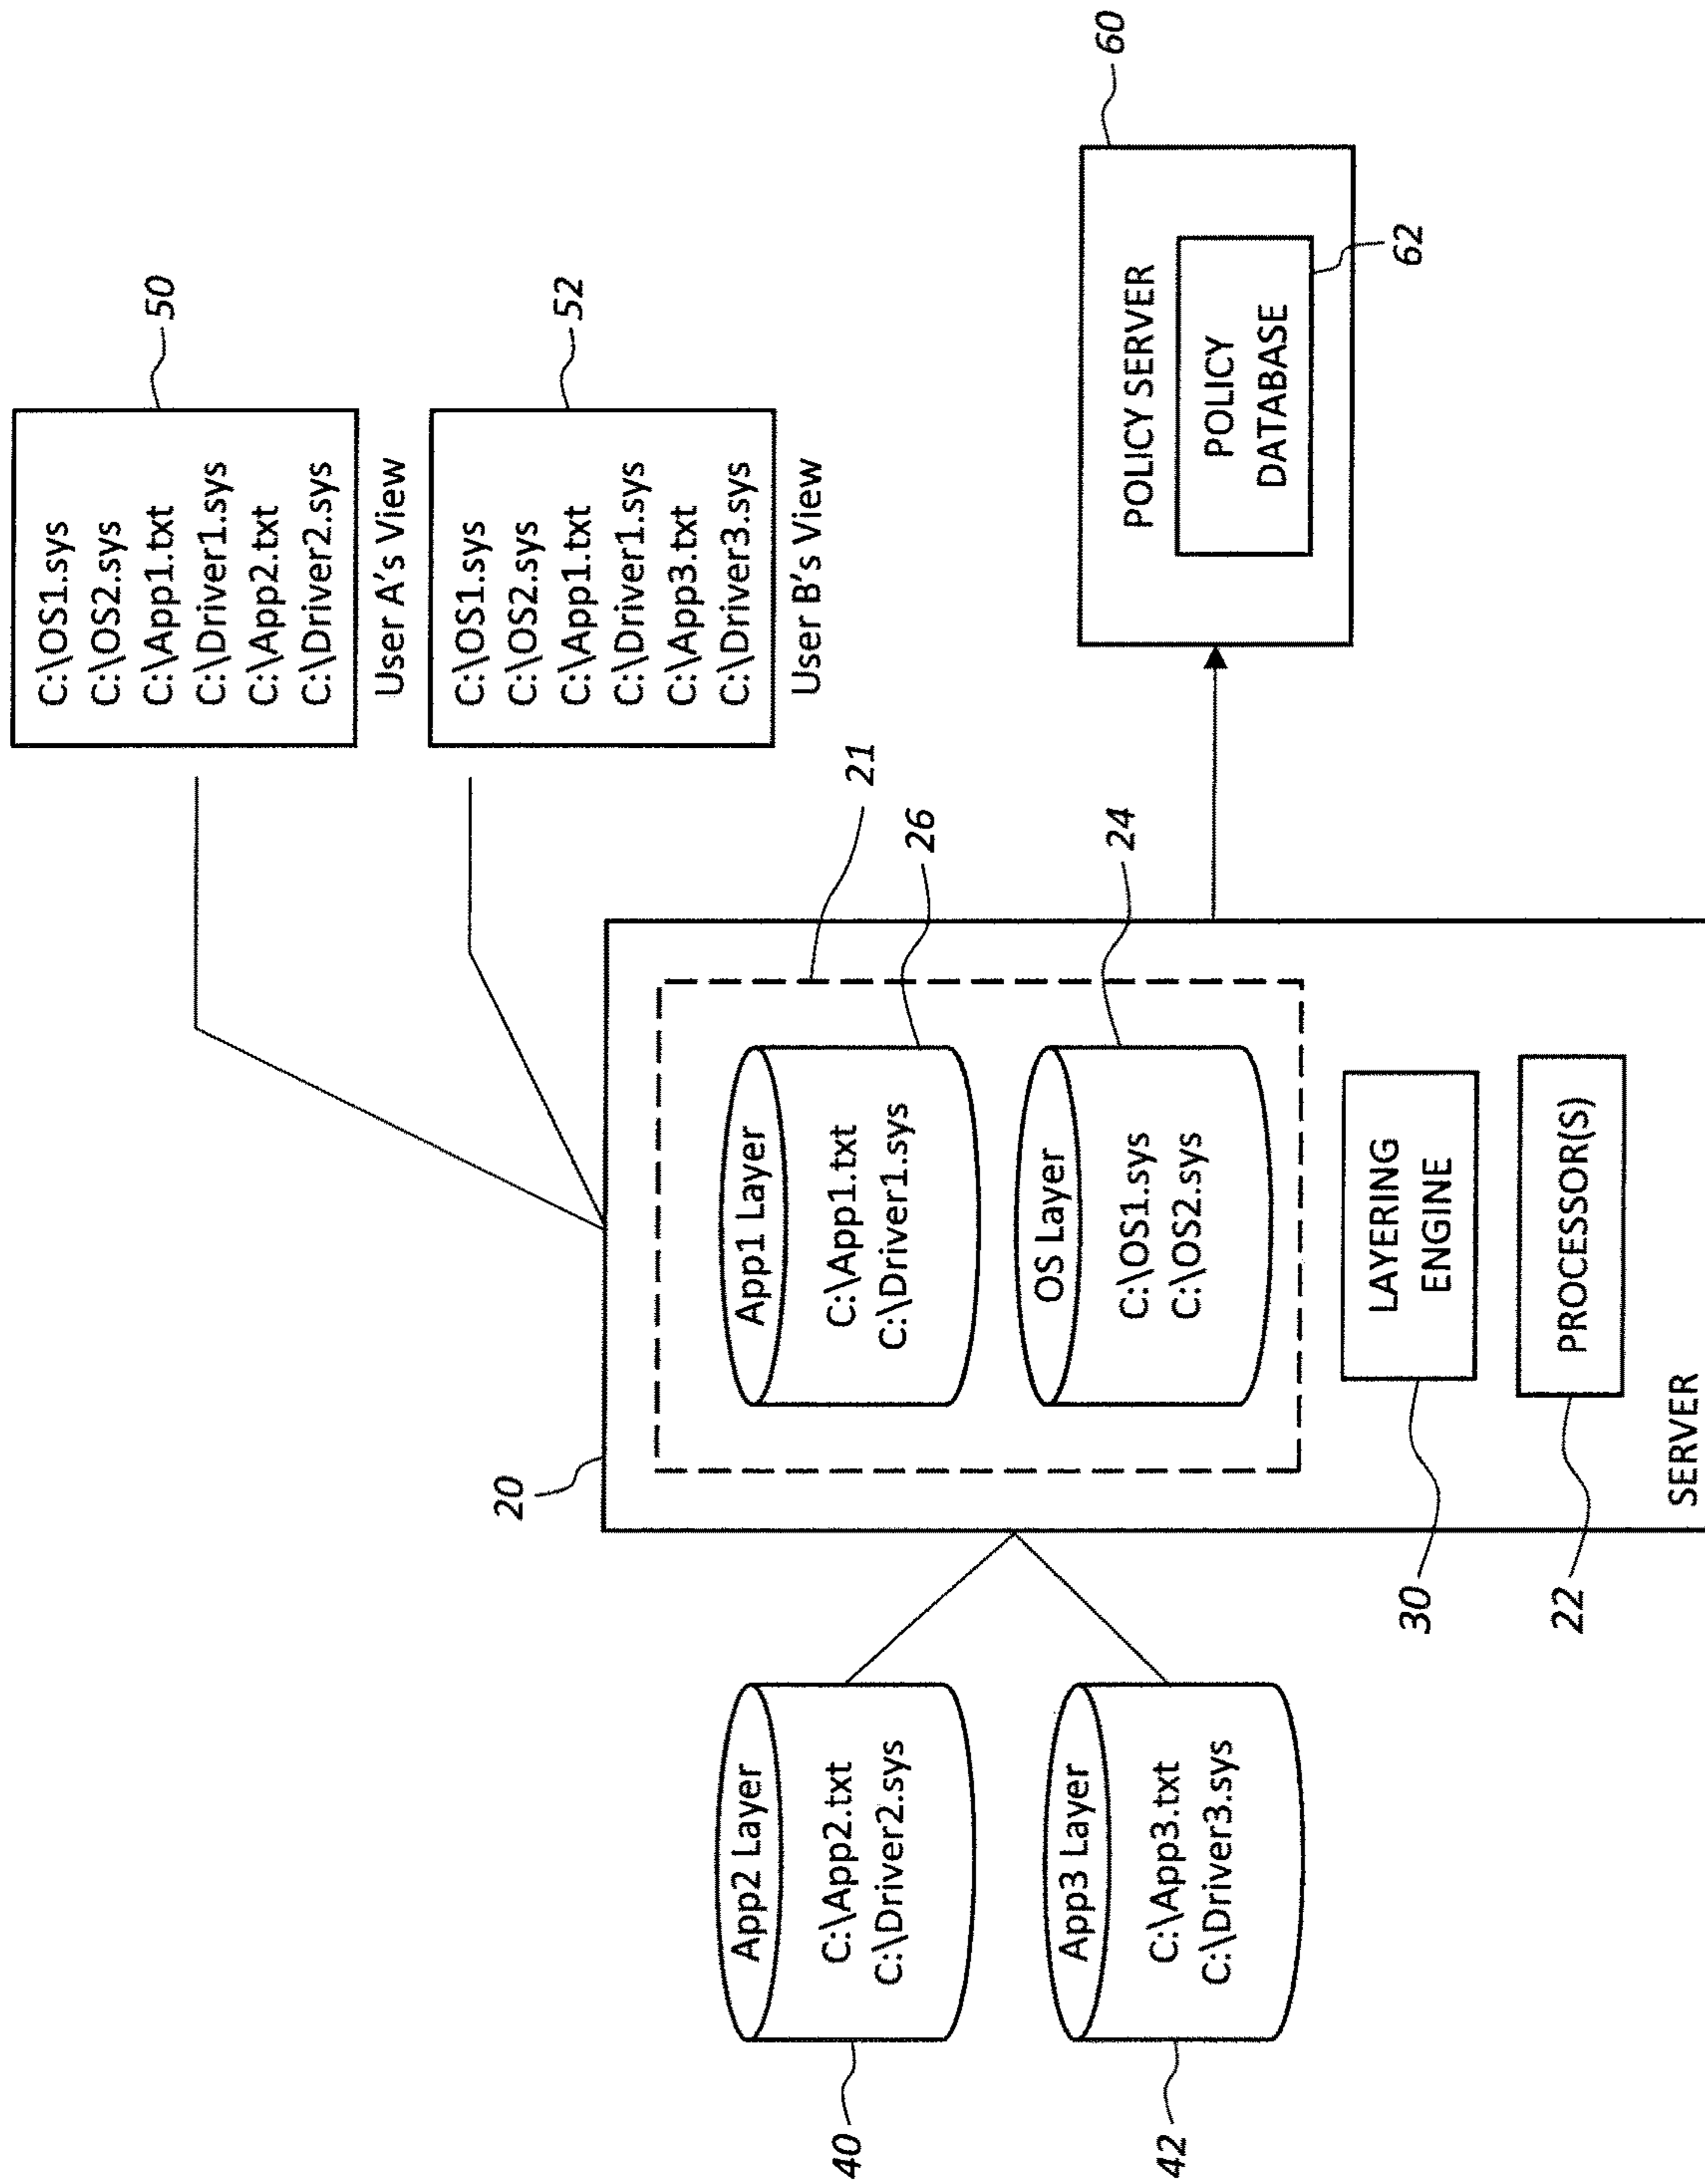 C:\OS1.sys
C:\OS2.sys
C:\App1.txt
C:\Driver1.sys
C:\App2.txt
C:\Driver2.sys
User A's View
50
C:\OS1.sys
C:\OS2.sys
C:\App1.txt
C:\Driver1.sys
C:\App3.txt
C:\Driver3.sys
User B's View
52
20
21
App1 Layer
C:\App1.txt
C:\Driver1.sys
26
OS Layer
C:\OS1.sys
C:\OS2.sys
24
LAYERING
ENGINE
30
PROCESSOR(S)
22
SERVER
App2 Layer
C:\App2.txt
C:\Driver2.sys
40
App3 Layer
C:\App3.txt
C:\Driver3.sys
42
60
POLICY SERVER
POLICY
DATABASE
62